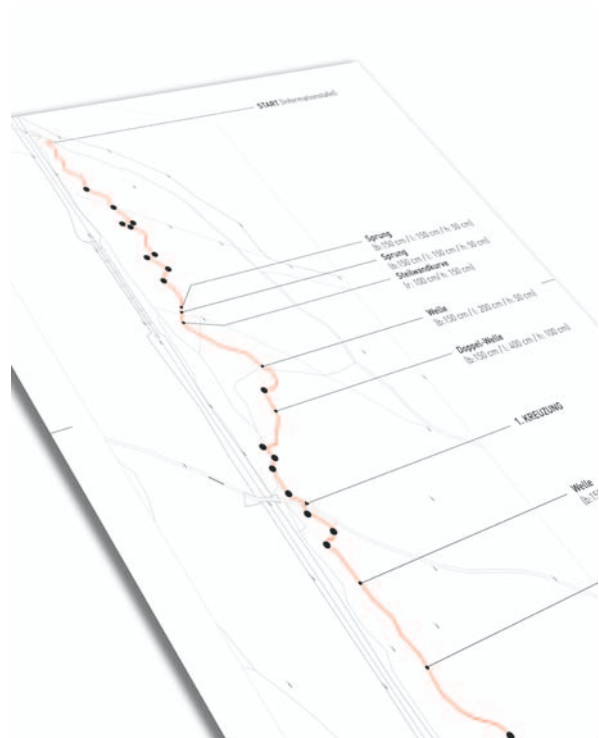 START (Informationstafel)
Sprung
(b: 150 cm / l: 150 cm / h: 50 cm)
Sprung
(b: 150 cm / l: 150 cm / h: 50 cm)
Steilwandkurve
(r: 100 cm / h: 150 cm)
Welle
(b: 150 cm / l: 200 cm / h: 50 cm)
Doppel-Welle
(b: 150 cm / l: 400 cm / h: 100 cm)
1. KREUZUNG
Welle